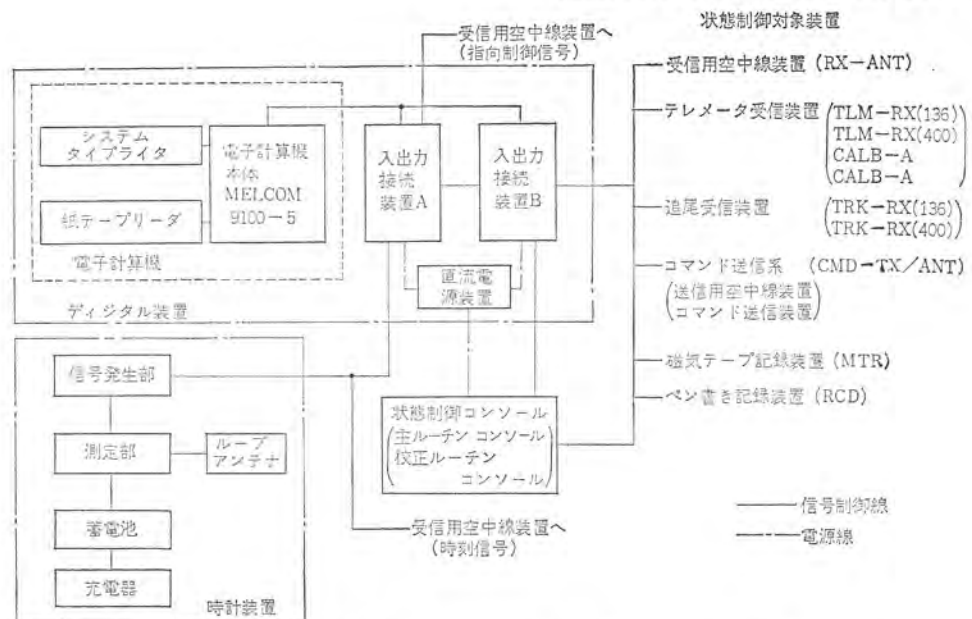 状態制御対象装置
受信用空中線装置へ
(指向制御信号)
システム
タイプライタ
紙テープリーダ
電子計算機
本体
MELCOM
9100-5
電子計算機
入出力
接続
装置A
入出力
接続
装置B
直流電
源装置
ディジタル装置
受信用空中線装置 (RX-ANT)
テレメータ受信装置
TLM-RX(136)
TLM-RX(400)
CALB-A
CALB-A
追尾受信装置
TRK-RX(136)
TRK-RX(400)
コマンド送信系 (CMD-TX/ANT)
(送信用空中線装置
コマンド送信装置)
磁気テープ記録装置 (MTR)
ペン書き記録装置 (RCD)
信号発生部
測定部
ループ
アンテナ
蓄電池
充電器
時計装置
状態制御コンソール
(主ルーチン コンソール
校正ルーチン
コンソール)
受信用空中線装置へ
(時刻信号)
信号制御線
電源線